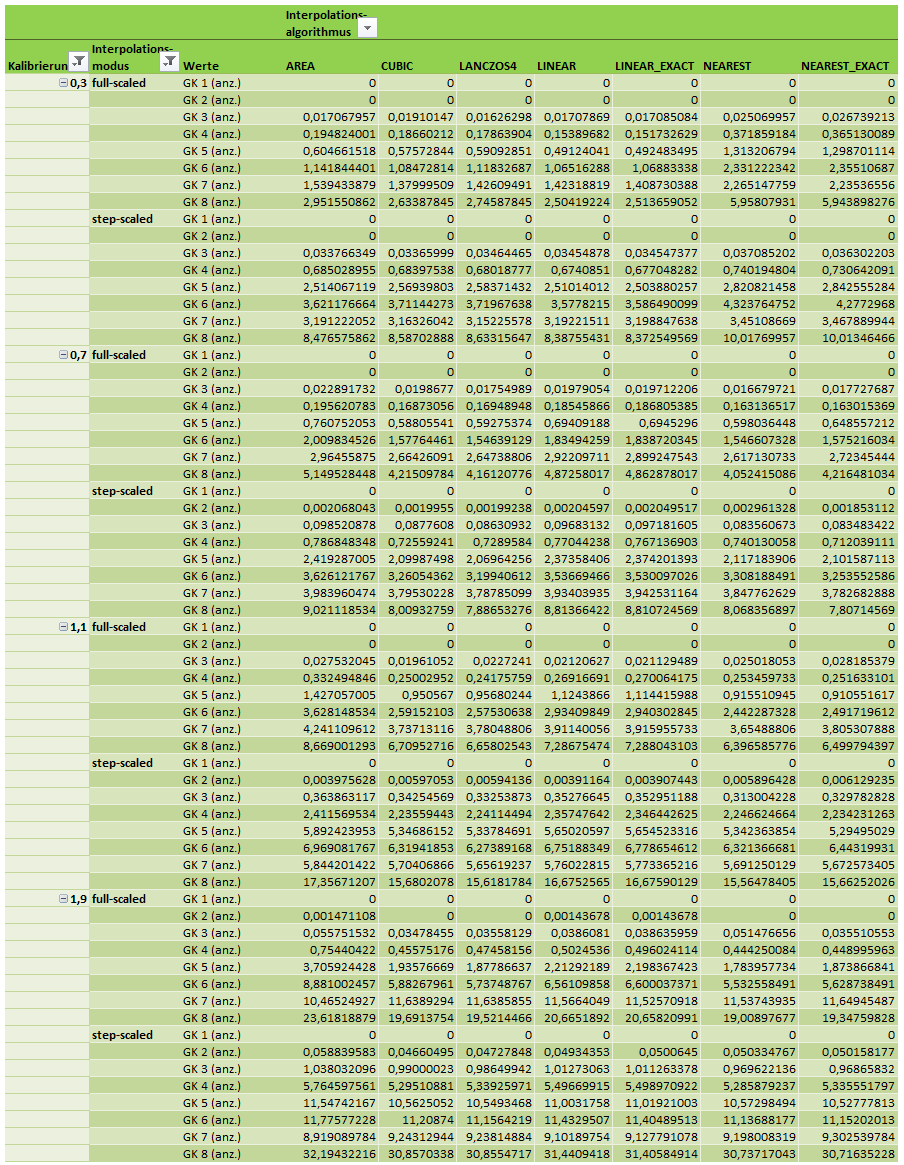 Interpolations-
algorithmus
Interpolations-
Kalibrierun modus Werte AREA CUBIC LANCZOS4 LINEAR LINEAR_EXACT NEAREST NEAREST_EXACT
0,3 full-scaled GK 1 (anz.) 0 0 0 0 0 0 0
GK 2 (anz.) 0 0 0 0 0 0 0
GK 3 (anz.) 0,017067957 0,01910147 0,01626298 0,01707869 0,017085084 0,025069957 0,026739213
GK 4 (anz.) 0,194824001 0,18660212 0,17863904 0,15389682 0,151732629 0,371859184 0,365130089
GK 5 (anz.) 0,604661518 0,57572844 0,59092851 0,49124041 0,492483495 1,313206794 1,298701114
GK 6 (anz.) 1,141844401 1,08472814 1,11832687 1,06516288 1,06883338 2,331222342 2,35510687
GK 7 (anz.) 1,539433879 1,37999509 1,42609491 1,42318819 1,408730388 2,265147759 2,23536556
GK 8 (anz.) 2,951550862 2,63387845 2,74587845 2,50419224 2,513659052 5,95807931 5,943898276
step-scaled GK 1 (anz.) 0 0 0 0 0 0 0
GK 2 (anz.) 0 0 0 0 0 0 0
GK 3 (anz.) 0,033766349 0,03365999 0,03464465 0,03454878 0,034547377 0,037085202 0,036302203
GK 4 (anz.) 0,685028955 0,68397538 0,68018777 0,6740851 0,677048282 0,740194804 0,730642091
GK 5 (anz.) 2,514067119 2,56939803 2,58371432 2,51014012 2,503880257 2,820821458 2,842555284
GK 6 (anz.) 3,621176664 3,71144273 3,71967638 3,5778215 3,586490099 4,323764752 4,2772968
GK 7 (anz.) 3,191222052 3,16326042 3,15225578 3,19221511 3,198847638 3,45108669 3,467889944
GK 8 (anz.) 8,476575862 8,58702888 8,63315647 8,38755431 8,372549569 10,01769957 10,01346466
0,7 full-scaled GK 1 (anz.) 0 0 0 0 0 0 0
GK 2 (anz.) 0 0 0 0 0 0 0
GK 3 (anz.) 0,022891732 0,0198677 0,01754989 0,01979054 0,019712206 0,016679721 0,017727687
GK 4 (anz.) 0,195620783 0,16873056 0,16948948 0,18545866 0,186805385 0,163136517 0,163015369
GK 5 (anz.) 0,760752053 0,58805541 0,59275374 0,69409188 0,6945296 0,598036448 0,648557212
GK 6 (anz.) 2,009834526 1,57764461 1,54639129 1,83494259 1,838720345 1,546607328 1,575216034
GK 7 (anz.) 2,96455875 2,66426091 2,64738806 2,92209711 2,899247543 2,617130733 2,72345444
GK 8 (anz.) 5,149528448 4,21509784 4,16120776 4,87258017 4,862878017 4,052415086 4,216481034
step-scaled GK 1 (anz.) 0 0 0 0 0 0 0
GK 2 (anz.) 0,002068043 0,0019955 0,00199238 0,00204597 0,002049517 0,002961328 0,001853112
GK 3 (anz.) 0,098520878 0,0877608 0,08630932 0,09683132 0,097181605 0,083560673 0,083483422
GK 4 (anz.) 0,786848348 0,72559241 0,7289584 0,77044238 0,767136903 0,740130058 0,712039111
GK 5 (anz.) 2,419287005 2,09987498 2,06964256 2,37358406 2,374201393 2,117183906 2,101587113
GK 6 (anz.) 3,626121767 3,26054362 3,19940612 3,53669466 3,530097026 3,308188491 3,253552586
GK 7 (anz.) 3,983960474 3,79530228 3,78785099 3,93403935 3,942531164 3,847762629 3,782682888
GK 8 (anz.) 9,021118534 8,00932759 7,88653276 8,81366422 8,810724569 8,068356897 7,80714569
1,1 full-scaled GK 1 (anz.) 0 0 0 0 0 0 0
GK 2 (anz.) 0 0 0 0 0 0 0
GK 3 (anz.) 0,027532045 0,01961052 0,0227241 0,02120627 0,021129489 0,025018053 0,028185379
GK 4 (anz.) 0,332494846 0,25002952 0,24175759 0,26916691 0,270064175 0,253459733 0,251633101
GK 5 (anz.) 1,427057005 0,950567 0,95680244 1,1243866 1,114415988 0,915510945 0,910551617
GK 6 (anz.) 3,628148534 2,59152103 2,57530638 2,93409849 2,940302845 2,442287328 2,491719612
GK 7 (anz.) 4,241109612 3,73713116 3,78048806 3,91140056 3,915955733 3,65488806 3,805307888
GK 8 (anz.) 8,669001293 6,70952716 6,65802543 7,28675474 7,288043103 6,396585776 6,499794397
step-scaled GK 1 (anz.) 0 0 0 0 0 0 0
GK 2 (anz.) 0,003975628 0,00597053 0,00594136 0,00391164 0,003907443 0,005896428 0,006129235
GK 3 (anz.) 0,363863117 0,34254569 0,33253873 0,35276645 0,352951188 0,313004228 0,329782828
GK 4 (anz.) 2,411569534 2,23559443 2,24114494 2,35747642 2,346442625 2,246624664 2,234231263
GK 5 (anz.) 5,892423953 5,34686152 5,33784691 5,65020597 5,654523316 5,342363854 5,29495029
GK 6 (anz.) 6,969081767 6,31941853 6,27389168 6,75188349 6,778654612 6,321366681 6,44319931
GK 7 (anz.) 5,844201422 5,70406866 5,65619237 5,76022815 5,773365216 5,691250129 5,672573405
GK 8 (anz.) 17,35671207 15,6802078 15,6181784 16,6752565 16,67590129 15,56478405 15,66252026
1,9 full-scaled GK 1 (anz.) 0 0 0 0 0 0 0
GK 2 (anz.) 0,001471108 0 0 0,00143678 0,00143678 0 0
GK 3 (anz.) 0,055751532 0,03478455 0,03558129 0,0386081 0,038635959 0,051476656 0,035510553
GK 4 (anz.) 0,75440422 0,45575176 0,47458156 0,5024536 0,496024114 0,444250084 0,448995963
GK 5 (anz.) 3,705924428 1,93576669 1,87786637 2,21292189 2,198367423 1,783957734 1,873866841
GK 6 (anz.) 8,881002457 5,88267961 5,73748767 6,56109858 6,600037371 5,532558491 5,628738491
GK 7 (anz.) 10,46524927 11,6389294 11,6385855 11,5664049 11,52570918 11,53743935 11,64945487
GK 8 (anz.) 23,61818879 19,6913754 19,5214466 20,6651892 20,65820991 19,00897677 19,34759828
step-scaled GK 1 (anz.) 0 0 0 0 0 0 0
GK 2 (anz.) 0,058839583 0,04660495 0,04727848 0,04934353 0,0500645 0,050334767 0,050158177
GK 3 (anz.) 1,038032096 0,99000023 0,98649942 1,01273063 1,011263378 0,969622136 0,96865832
GK 4 (anz.) 5,764597561 5,29510881 5,33925971 5,49669915 5,498970922 5,285879237 5,335551797
GK 5 (anz.) 11,54742167 10,5625052 10,5493468 11,0031758 11,01921003 10,57298494 10,52777813
GK 6 (anz.) 11,77577228 11,20874 11,1564219 11,4329507 11,40489513 11,13688177 11,15202013
GK 7 (anz.) 8,919089784 9,24312944 9,23814884 9,10189754 9,127791078 9,198008319 9,302539784
GK 8 (anz.) 32,19432216 30,8570338 30,8554717 31,4409418 31,40584914 30,73717043 30,71635228